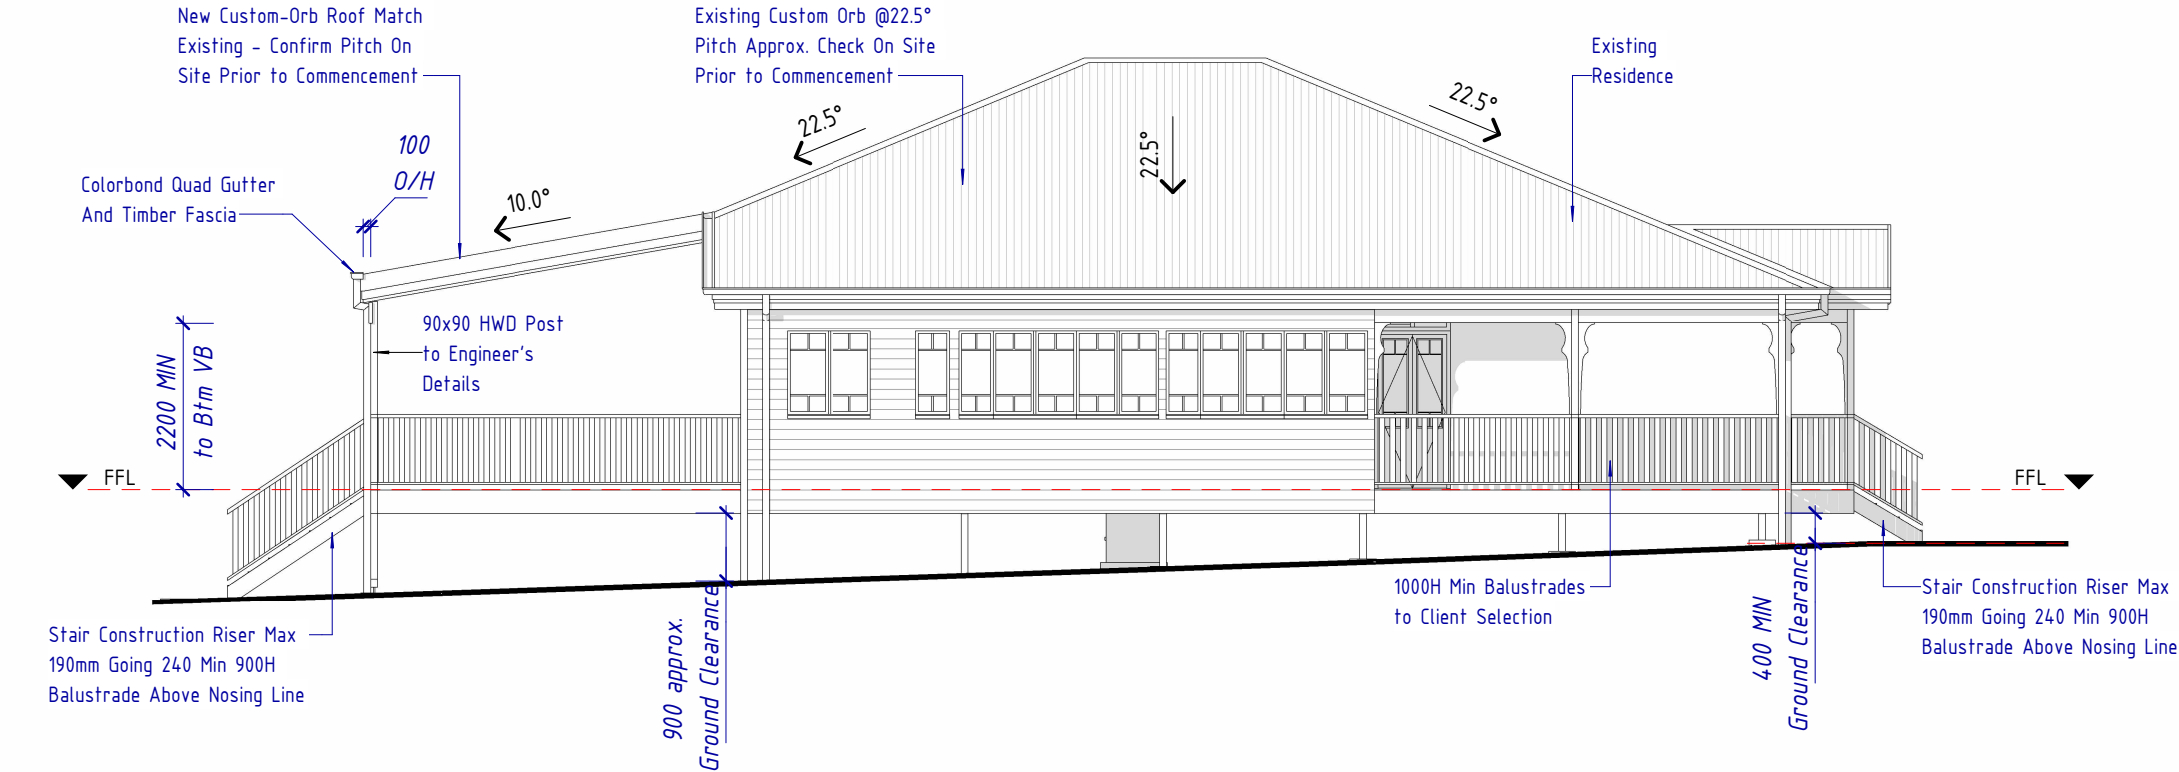 New Custom-Orb Roof Match
Existing - Confirm Pitch On
Site Prior to Commencement
Existing Custom Orb @22.5°
Pitch Approx. Check On Site
Prior to Commencement
Existing
Residence
22.5°
22.5°
22.5°
100
O/H
10.0°
Colorbond Quad Gutter
And Timber Fascia
90x90 HWD Post
to Engineer's
Details
2200 MIN
to Btm VB
FFL
FFL
1000H Min Balustrades
to Client Selection
Stair Construction Riser Max
190mm Going 240 Min 900H
Balustrade Above Nosing Line
Stair Construction Riser Max
190mm Going 240 Min 900H
Balustrade Above Nosing Line
900 approx.
Ground Clearance
400 MIN
Ground Clearance